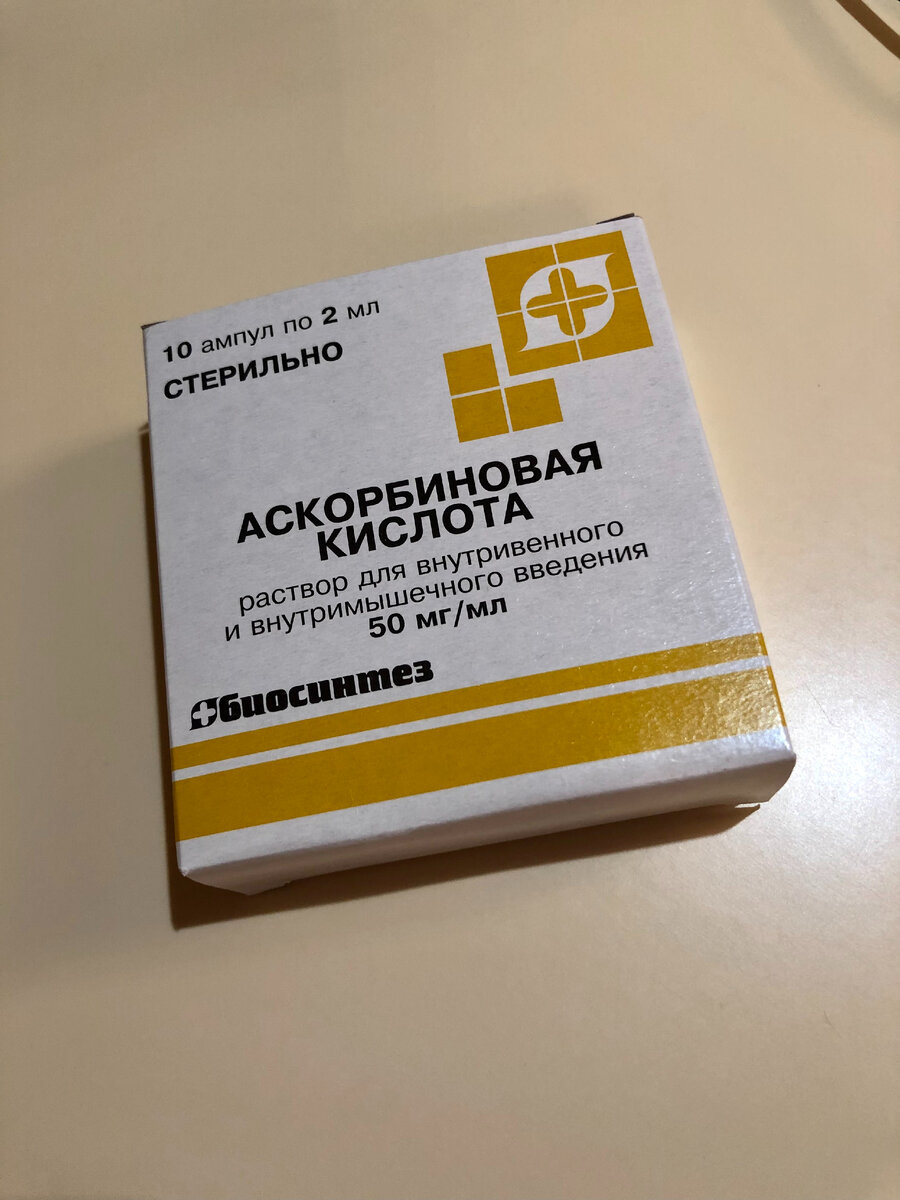 10 ампул по 2 мл
СТЕРИЛЬНО
АСКОРБИНОВАЯ
КИСЛОТА
раствор для внутривенного
и внутримышечного введения
50 мг/мл
биосинтез